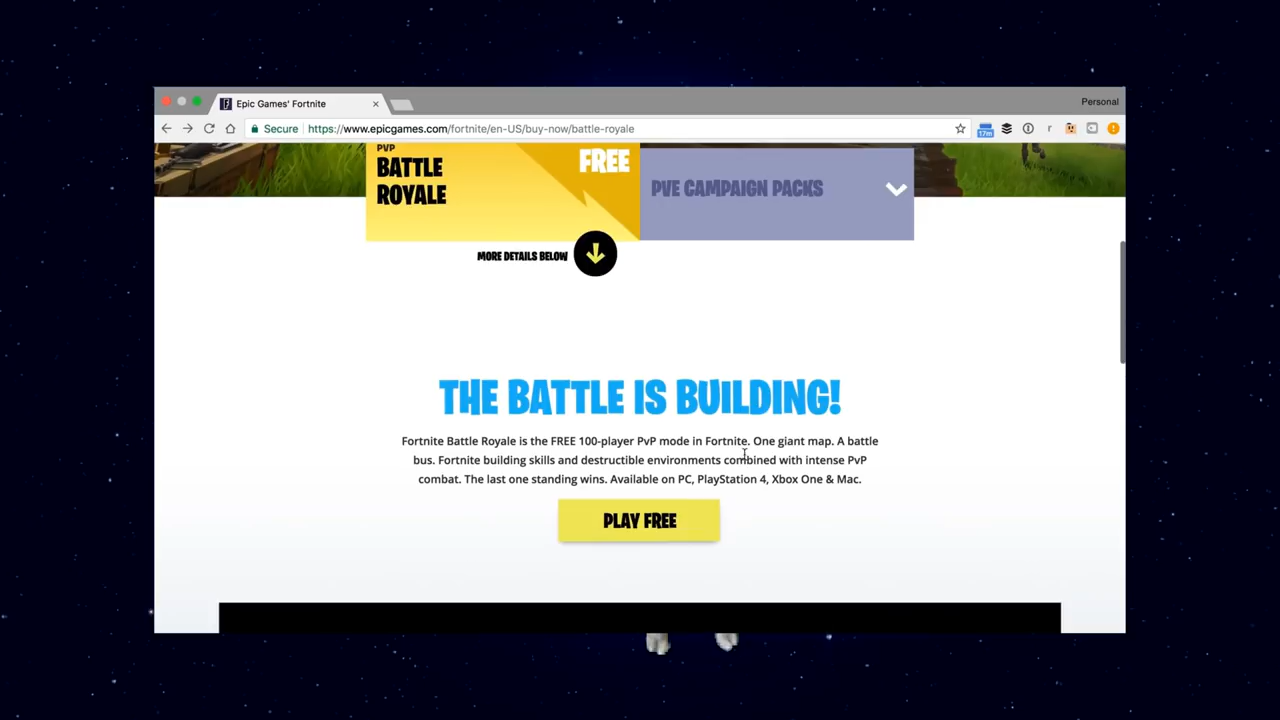 Epic Games' Fortnite
Personal
Secure https://www.epicgames.com/fortnite/en-US/buy-now/battle-royale
17m
PVP
BATTLE
ROYALE
FREE
PVE CAMPAIGN PACKS
MORE DETAILS BELOW
THE BATTLE IS BUILDING!
Fortnite Battle Royale is the FREE 100-player PvP mode in Fortnite. One giant map. A battle
bus. Fortnite building skills and destructible environments combined with intense PvP
combat. The last one standing wins. Available on PC, PlayStation 4, Xbox One & Mac.
PLAY FREE